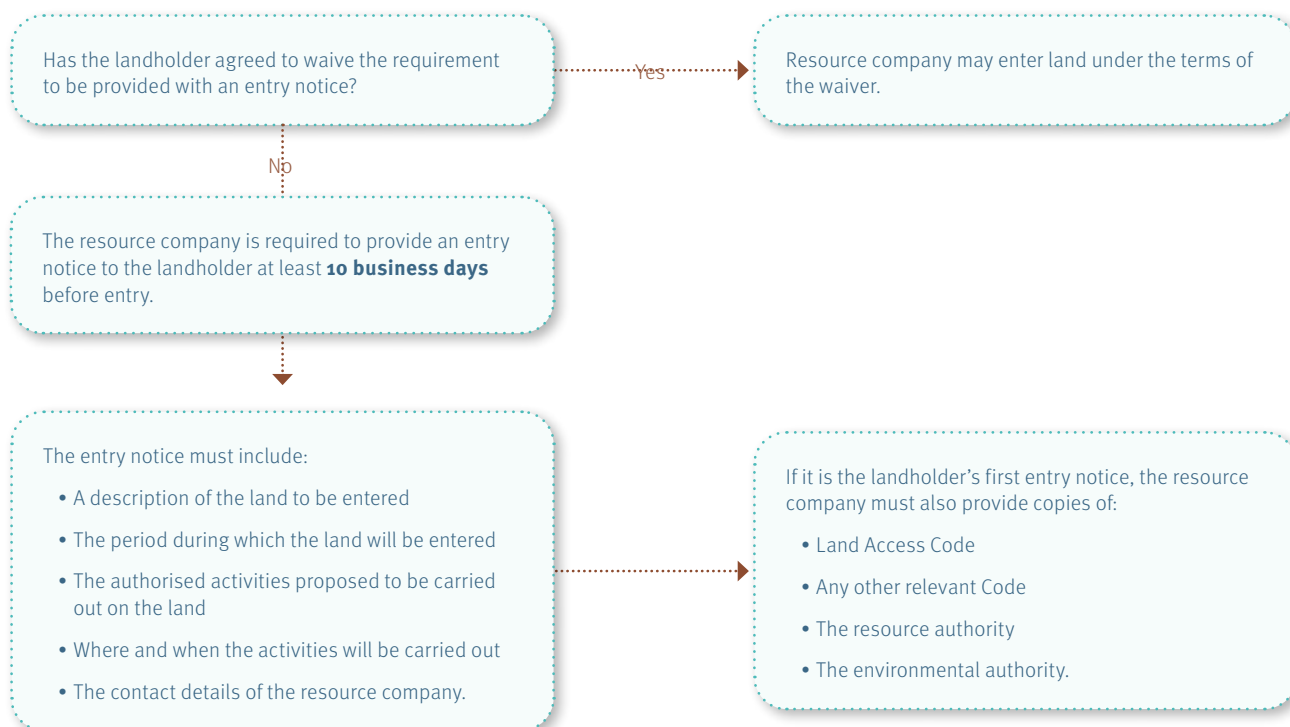 Has the landholder agreed to waive the requirement
to be provided with an entry notice?
Yes
Resource company may enter land under the terms of
the waiver.
No
The resource company is required to provide an entry
notice to the landholder at least 10 business days
before entry.
The entry notice must include:
• A description of the land to be entered
• The period during which the land will be entered
• The authorised activities proposed to be carried
out on the land
• Where and when the activities will be carried out
• The contact details of the resource company.
If it is the landholder’s first entry notice, the resource
company must also provide copies of:
• Land Access Code
• Any other relevant Code
• The resource authority
• The environmental authority.